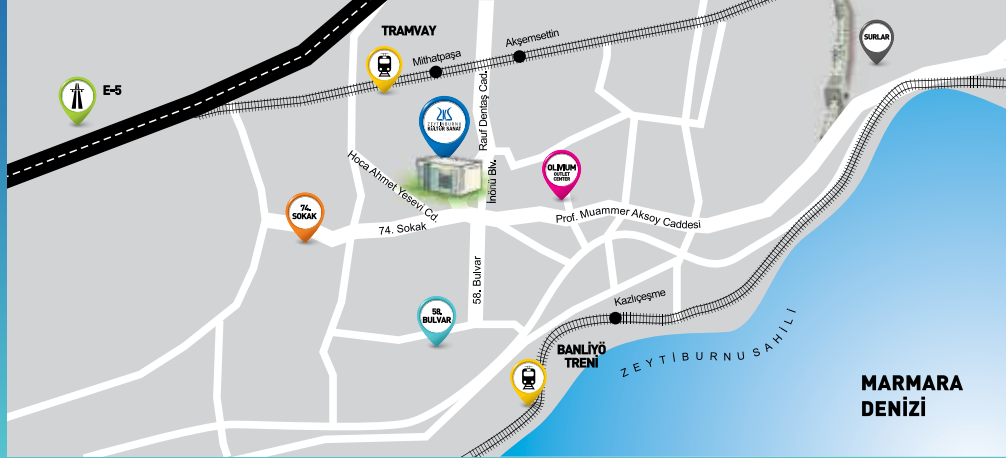 TRAMVAY
Mithatpaşa
Akşemsettin
SURLAR
E-5
ZEYTİBURNU
KÜLTÜR SANAT
Rauf Dentaş Cad.
Hoca Ahmet Yesevi Cd.
İnönü Blv.
OLIVIUM
OUTLET
CENTER
74.
SOKAK
74. Sokak
Prof. Muammer Aksoy Caddesi
58. Bulvar
58.
BULVAR
Kazlıçeşme
BANLİYÖ
TRENİ
ZEYTİBURNU SAHİLİ
MARMARA
DENİZİ